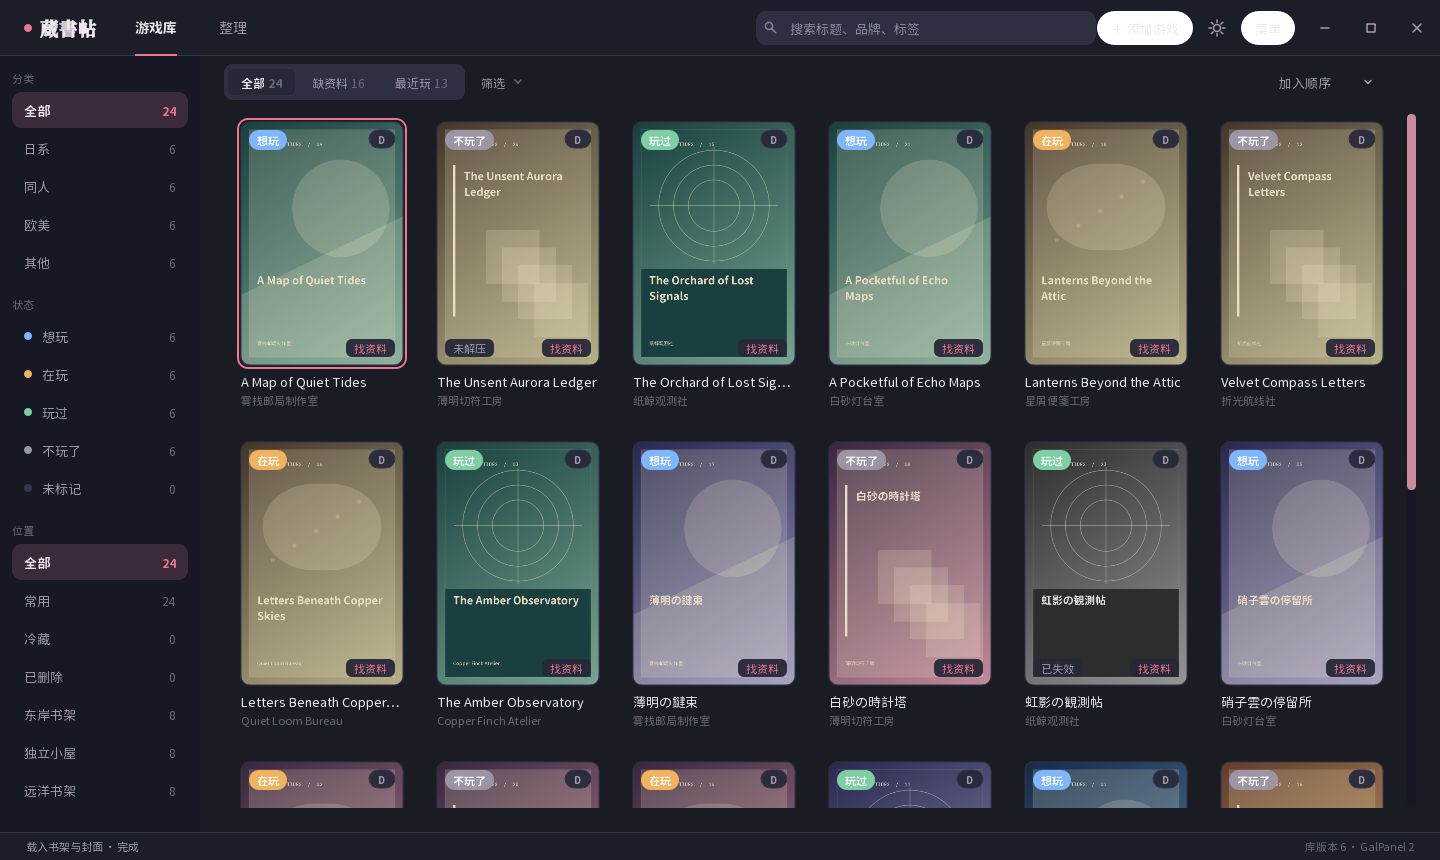 蔵書帖
游戏库
整理
搜索标题、品牌、标签
+ 添加游戏
菜单
分类
全部 24
日系 6
同人 6
欧美 6
其他 6
状态
想玩 6
在玩 6
玩过 6
不玩了 6
未标记 0
位置
全部 24
常用 24
冷藏 0
已删除 0
东岸书架 8
独立小屋 8
远洋书架 8
全部 24
缺资料 16
最近玩 13
筛选
加入顺序
想玩 D
A Map of Quiet Tides
找资料
A Map of Quiet Tides
雾栈邮局制作室
不玩了 D
The Unsent Aurora
Ledger
未解压 找资料
The Unsent Aurora Ledger
薄明切符工房
玩过 D
The Orchard of Lost
Signals
找资料
The Orchard of Lost Sig…
纸鲸观测社
想玩 D
A Pocketful of Echo
Maps
找资料
A Pocketful of Echo Maps
白砂灯台室
在玩 D
Lanterns Beyond the
Attic
找资料
Lanterns Beyond the Attic
星屑便笺工房
不玩了 D
Velvet Compass
Letters
找资料
Velvet Compass Letters
折光航线社
在玩 D
Letters Beneath Copper
Skies
Quiet Loom Bureau
找资料
Letters Beneath Copper…
Quiet Loom Bureau
玩过 D
The Amber Observatory
Copper Finch Atelier
找资料
The Amber Observatory
Copper Finch Atelier
想玩 D
薄明の鍵束
找资料
薄明の鍵束
雾栈邮局制作室
不玩了 D
白砂の時計塔
找资料
白砂の時計塔
薄明切符工房
玩过 D
虹影の観測帖
已失效 找资料
虹影の観測帖
纸鲸观测社
想玩 D
硝子雲の停留所
找资料
硝子雲の停留所
白砂灯台室
在玩 D
不玩了 D
在玩 D
玩过 D
想玩 D
不玩了 D
载入书架与封面 · 完成
库版本 6 · GalPanel 2